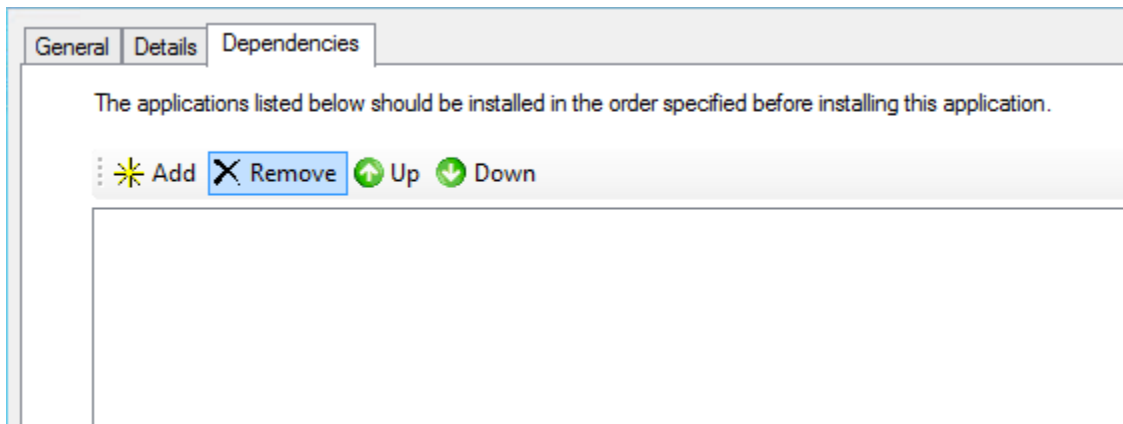 General Details Dependencies
The applications listed below should be installed in the order specified before installing this application.
Add Remove Up Down